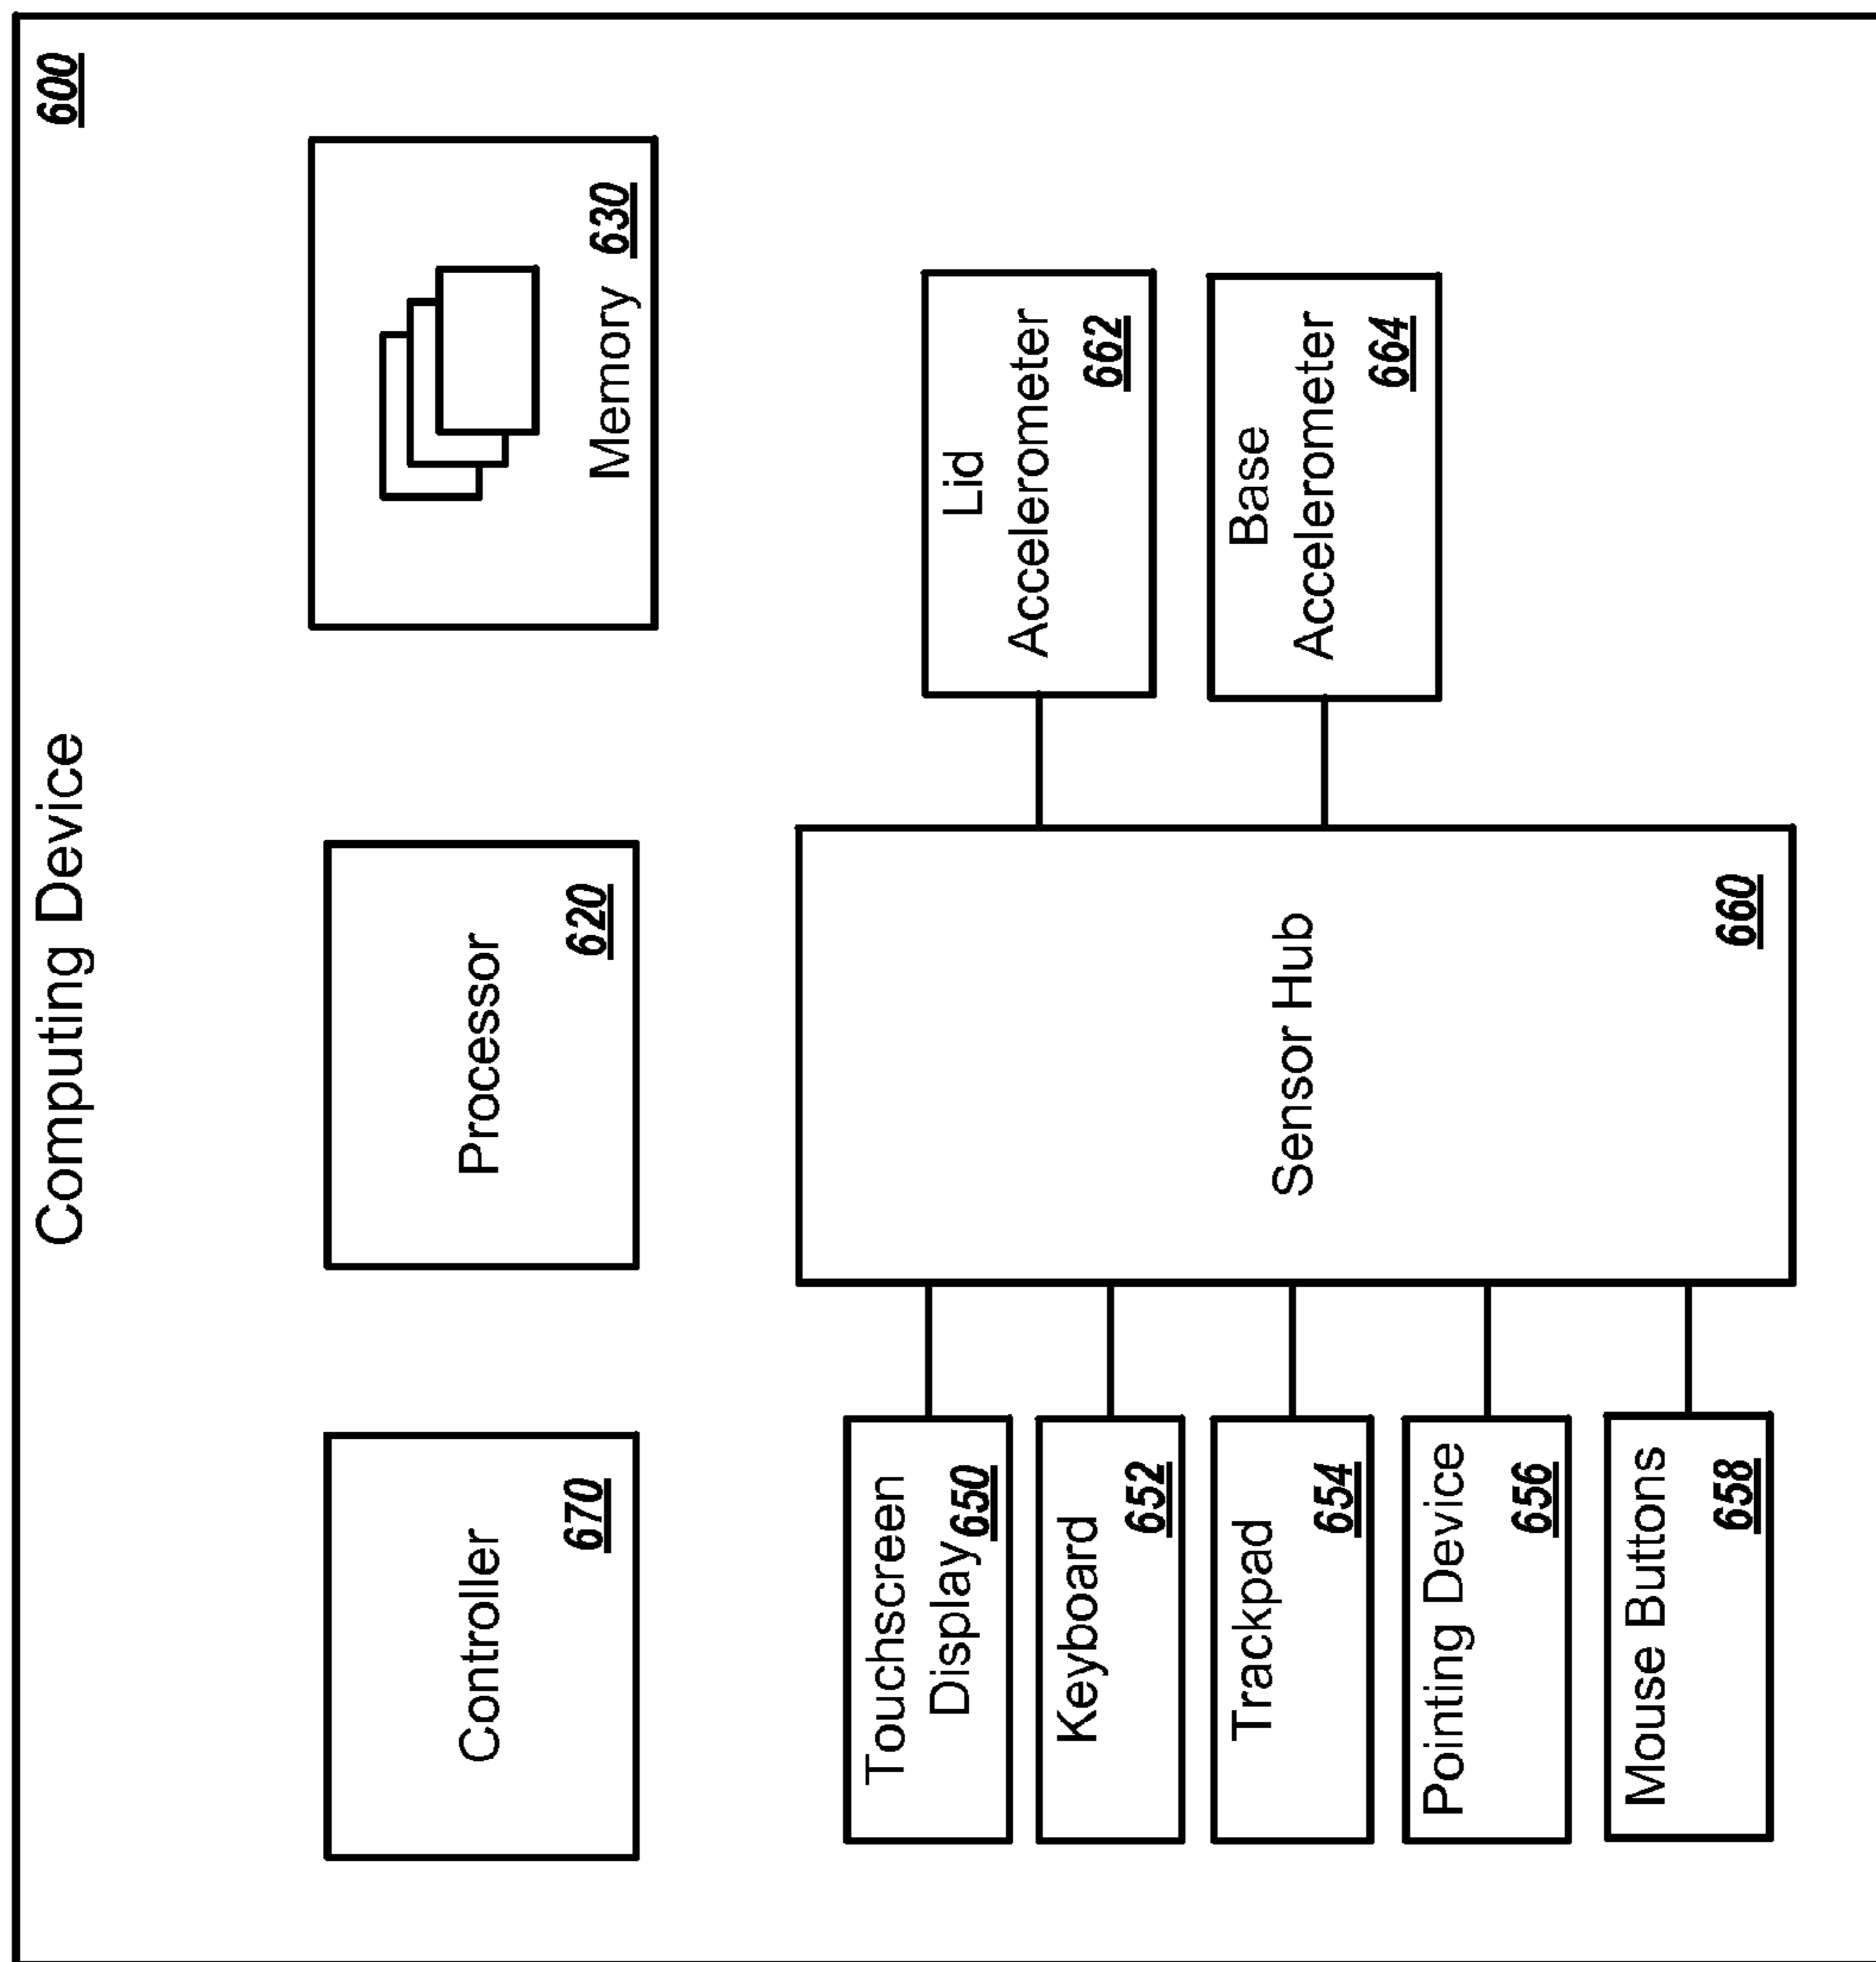 Computing Device
600
Controller
670
Processor
620
Memory 630
Touchscreen
Display 650
Keyboard
652
Trackpad
654
Pointing Device
656
Mouse Buttons
658
Sensor Hub
660
Lid
Accelerometer
662
Base
Accelerometer
664